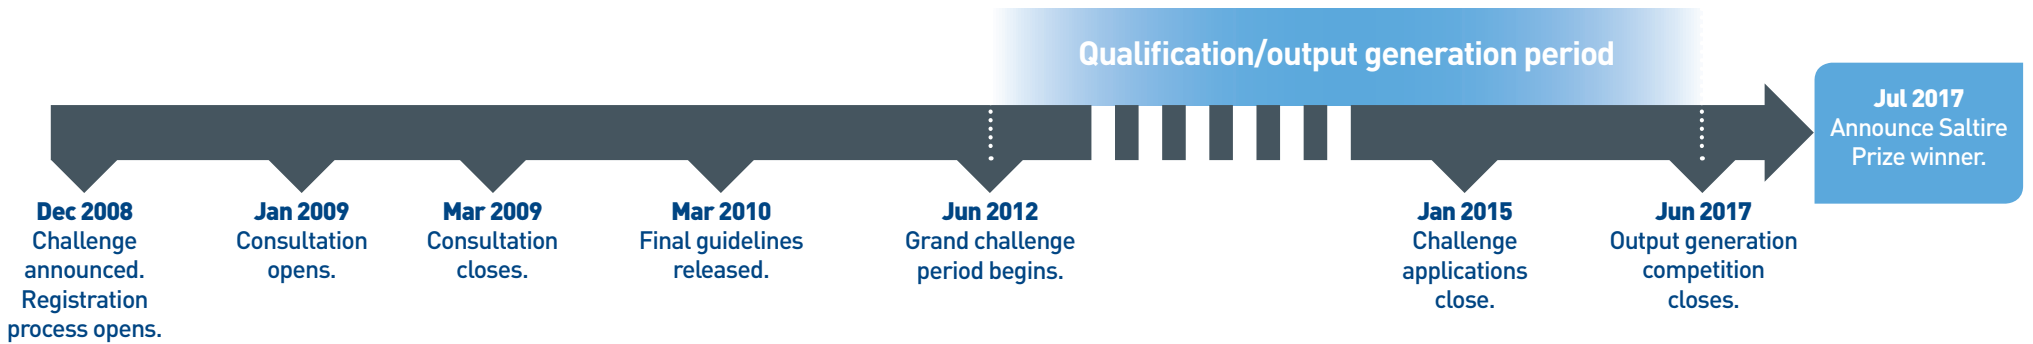 Qualification/output generation period
Jul 2017
Announce Saltire
Prize winner.
Dec 2008
Challenge
announced.
Registration
process opens.
Jan 2009
Consultation
opens.
Mar 2009
Consultation
closes.
Mar 2010
Final guidelines
released.
Jun 2012
Grand challenge
period begins.
Jan 2015
Challenge
applications
close.
Jun 2017
Output generation
competition
closes.